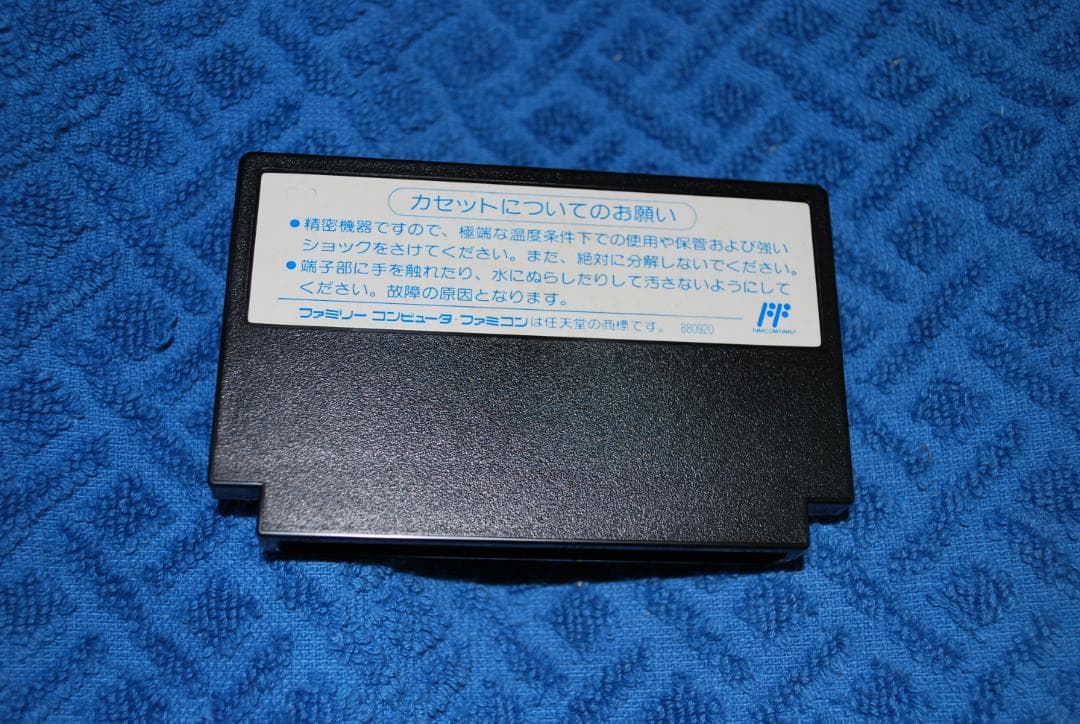 カセットについてのお願い
●精密機器ですので、極端な温度条件下での使用や保管および強い
ショックをさけてください。また、絶対に分解しないでください。
●端子部に手を触れたり、水にぬらしたりして汚さないようにして
ください。故障の原因となります。
ファミリー コンピュータ・ファミコンは任天堂の商標です。 B80920